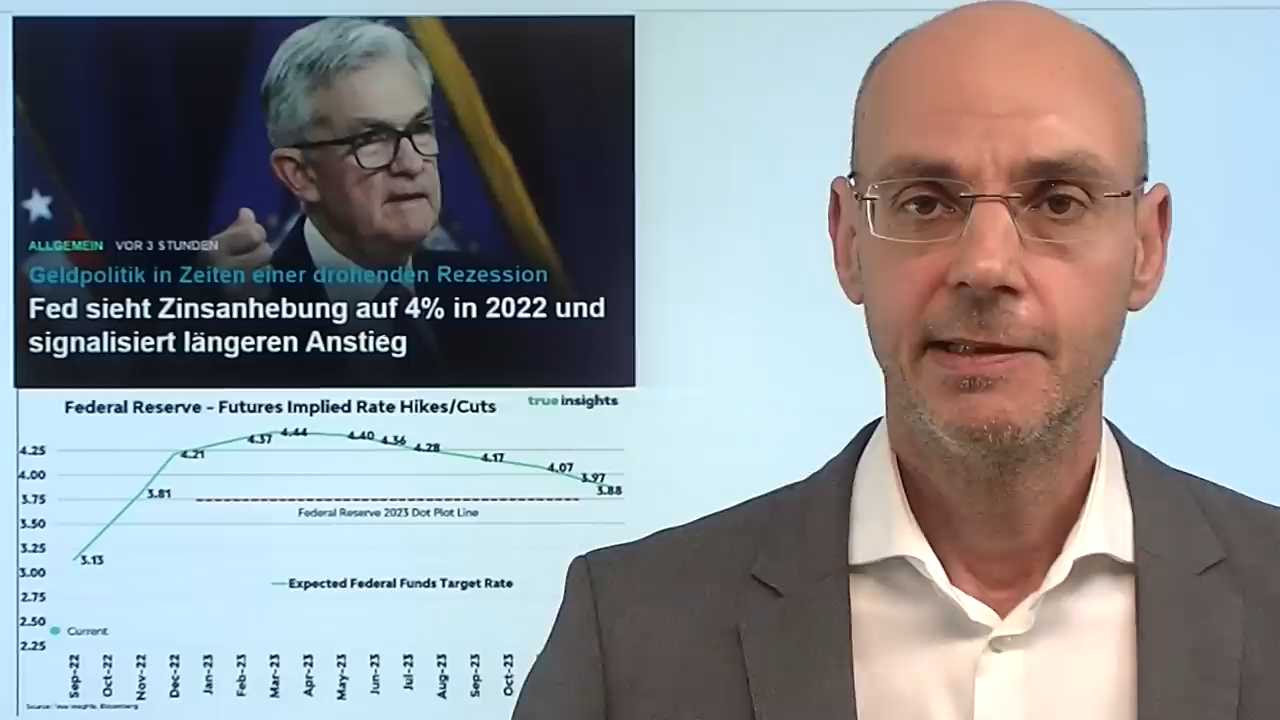 ALLGEMEIN VOR 3 STUNDEN
Geldpolitik in Zeiten einer drohenden Rezession
Fed sieht Zinsanhebung auf 4% in 2022 und
signalisiert längeren Anstieg
Federal Reserve - Futures Implied Rate Hikes/Cuts
true insights
4.25
4.00
3.75
3.50
3.25
3.00
2.75
2.50
2.25
3.13
3.81
4.21
4.37
4.44
4.40
4.36
4.28
4.17
4.07
3.97
3.88
Federal Reserve 2023 Dot Plot Line
Expected Federal Funds Target Rate
Current
Sep-22
Oct-22
Nov-22
Dec-22
Jan-23
Feb-23
Mar-23
Apr-23
May-23
Jun-23
Jul-23
Aug-23
Sep-23
Oct-23
Source: True Insights, Bloomberg